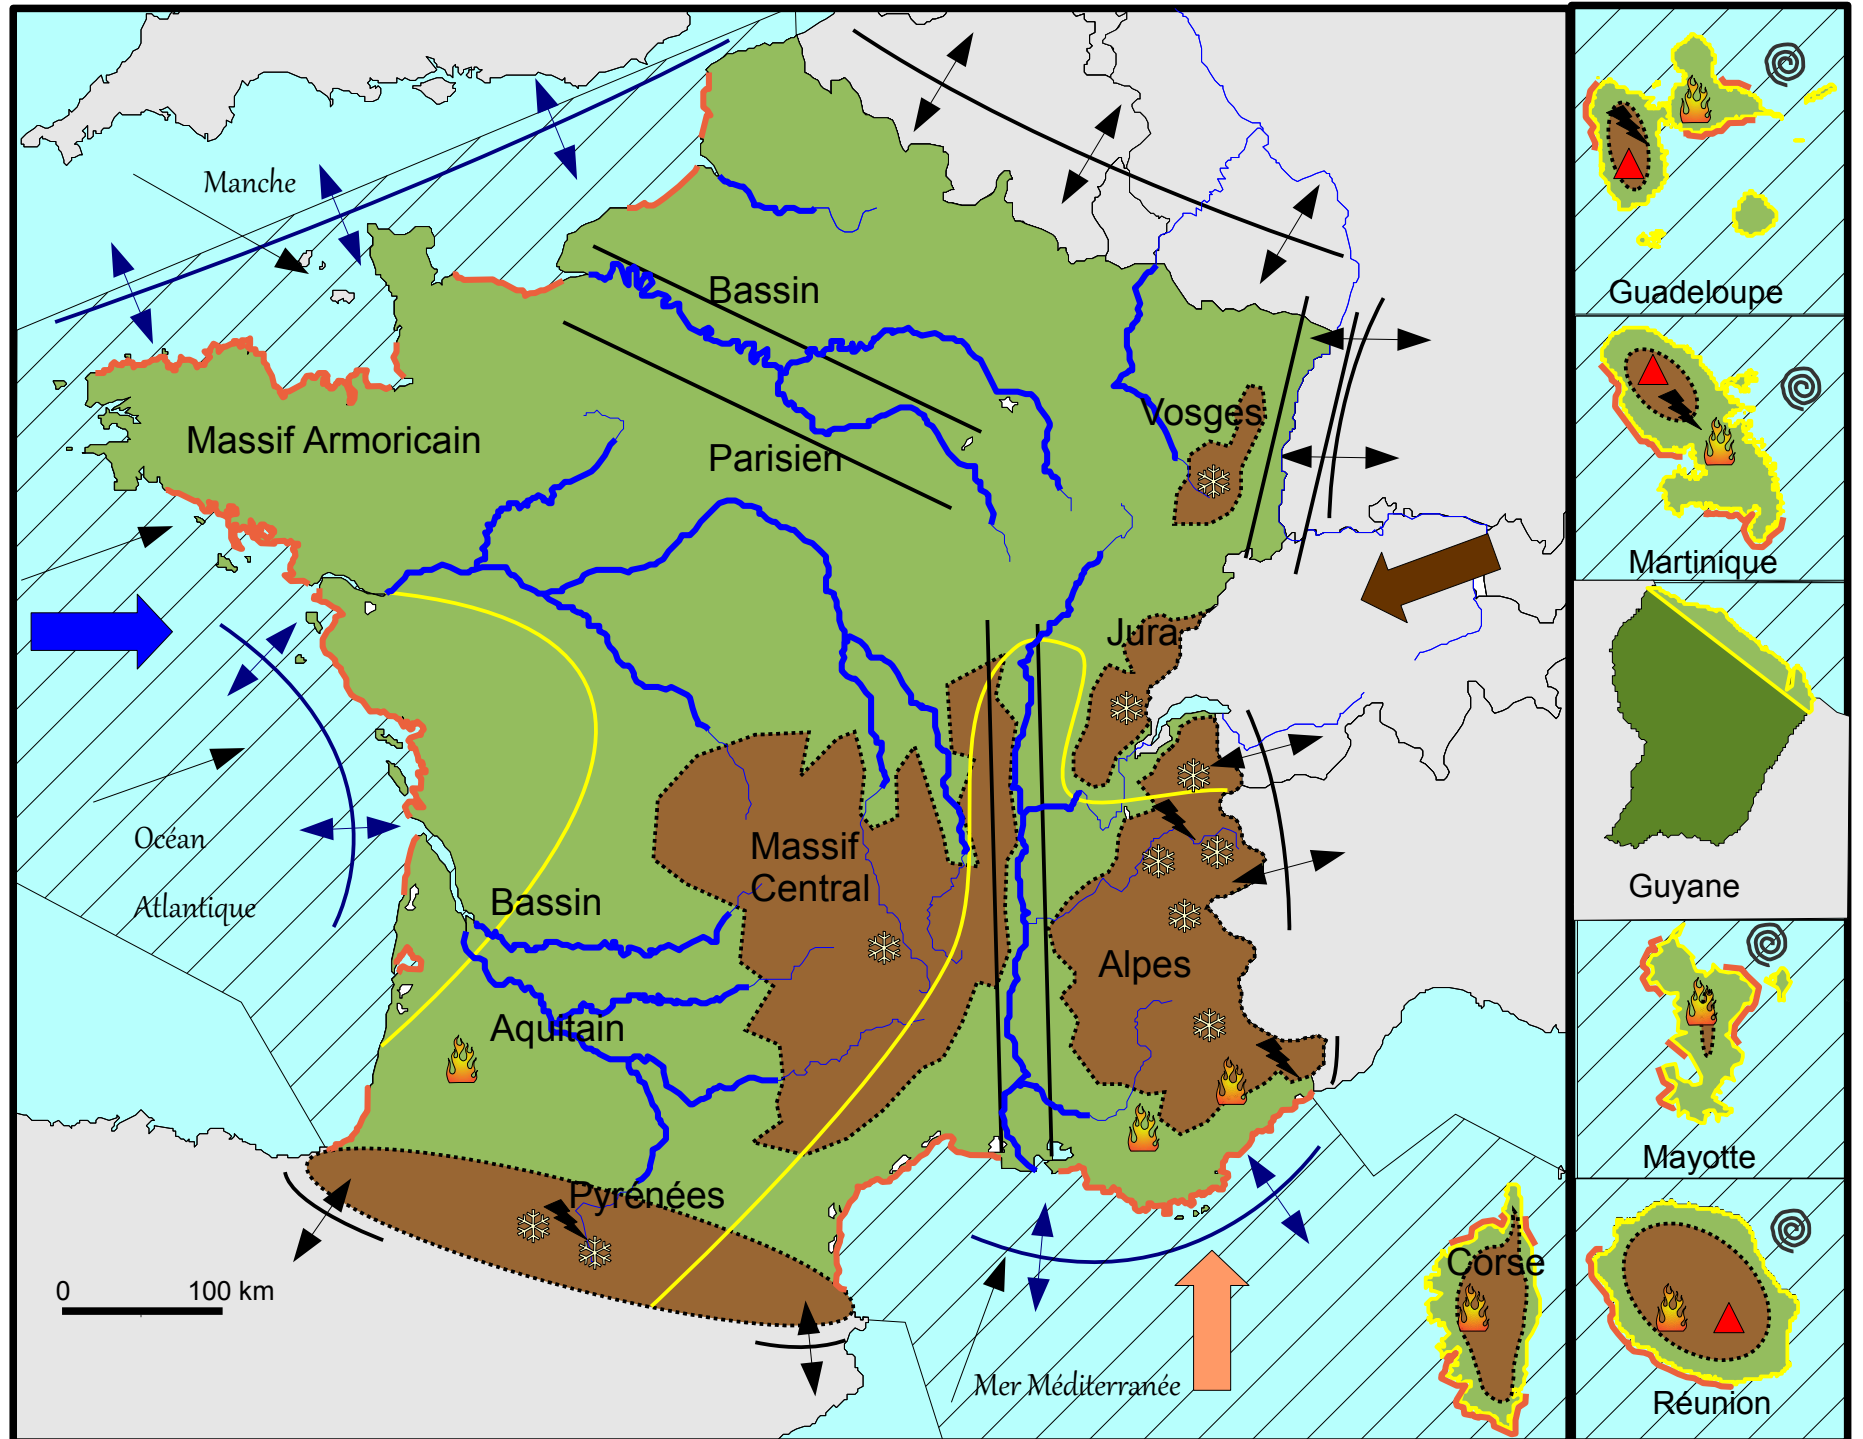 Manche
Bassin
Parisien
Massif Armoricain
Vosges
Jura
Océan
Atlantique
Massif
Central
Bassin
Aquitain
Alpes
Pyrénées
Corse
Mer Méditerranée
0 100 km
Guadeloupe
Martinique
Guyane
Mayotte
Réunion